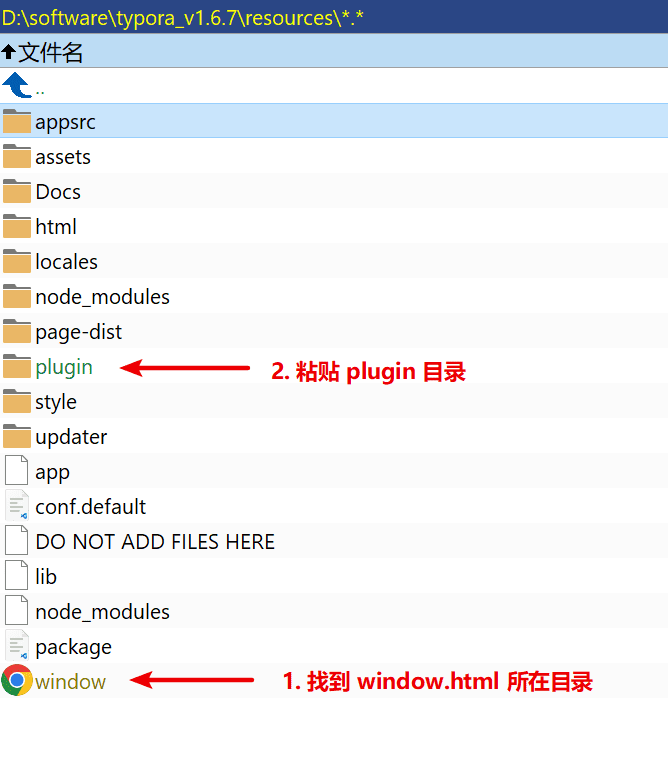 D:\software\typora_v1.6.7\resources\*.*
文件名
..
appsrc
assets
Docs
html
locales
node_modules
page-dist
plugin 2. 粘贴 plugin 目录
style
updater
app
conf.default
DO NOT ADD FILES HERE
lib
node_modules
package
window 1. 找到 window.html 所在目录